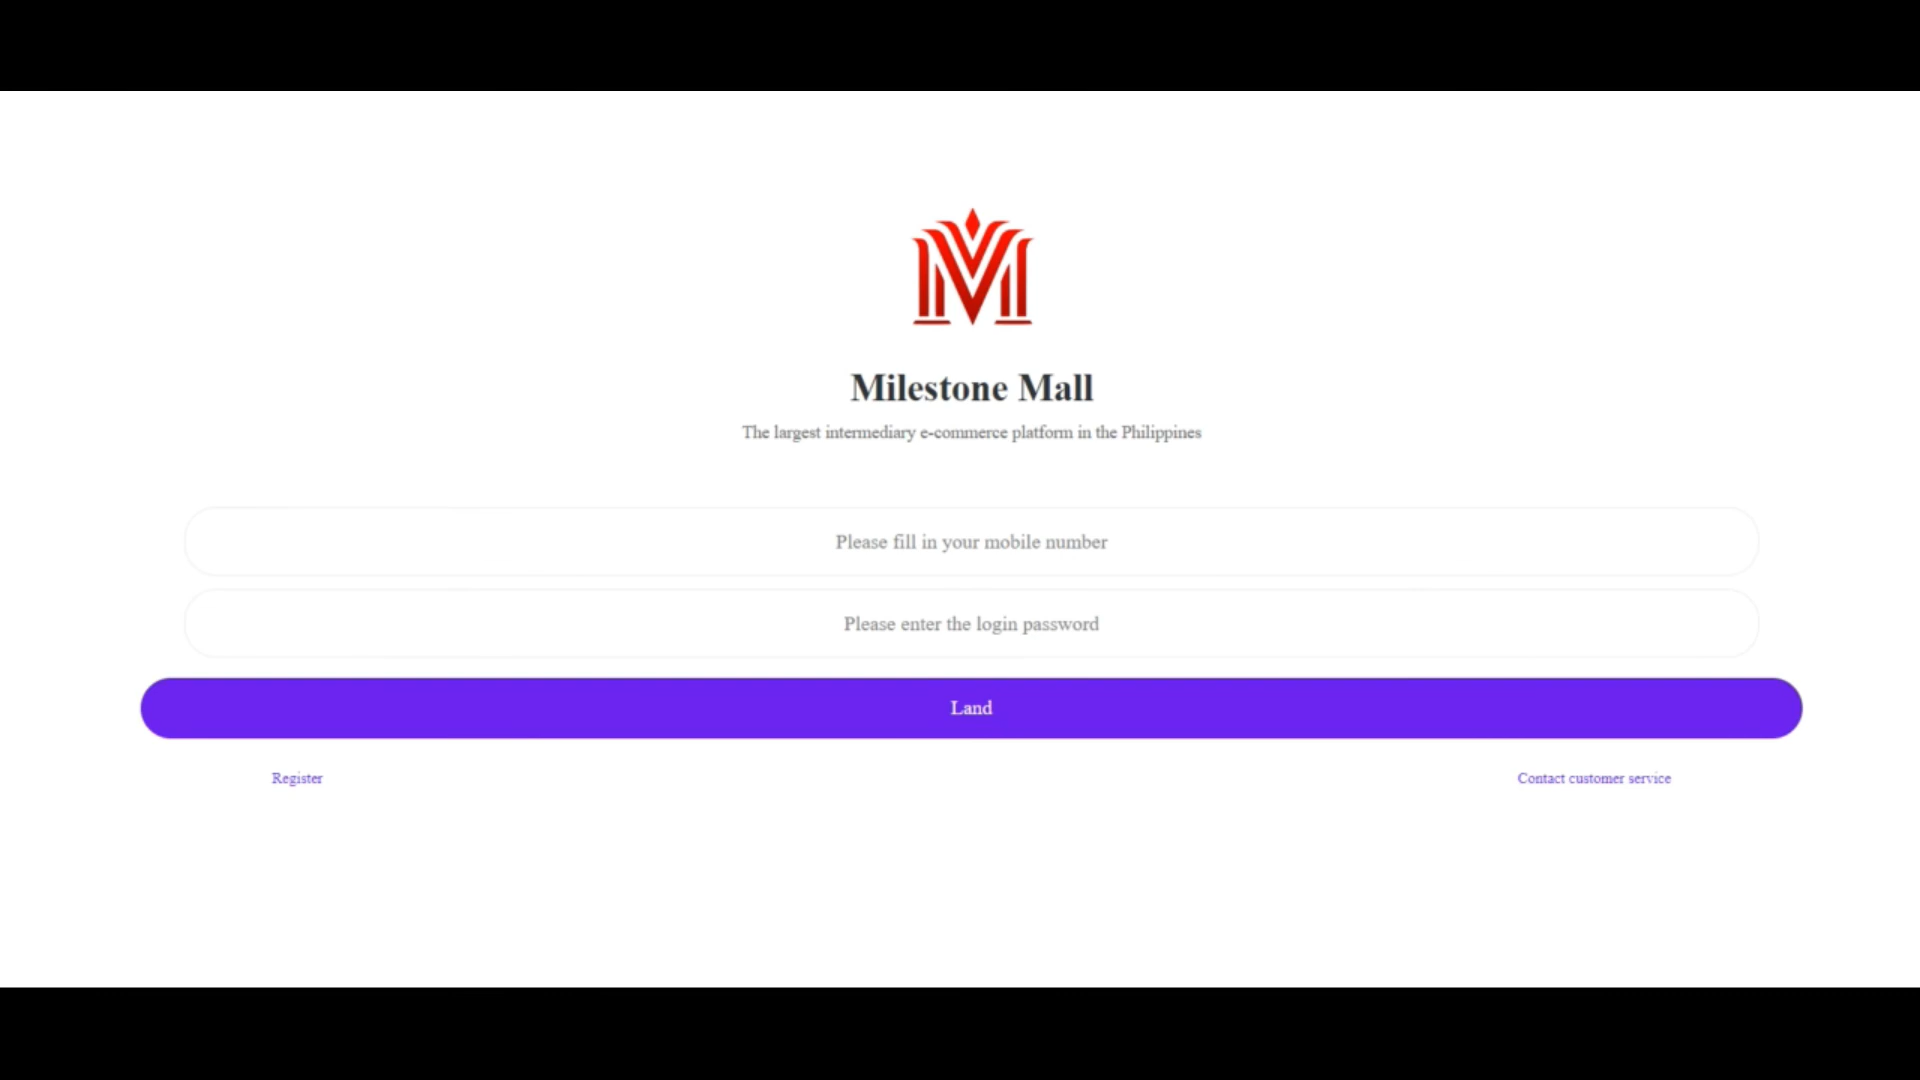 Milestone Mall
The largest intermediary e-commerce platform in the Philippines
Please fill in your mobile number
Please enter the login password
Land
Register
Contact customer service